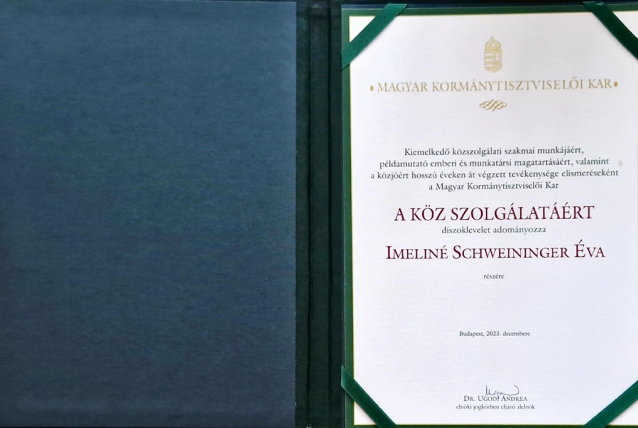 MAGYAR KORMÁNYTISZTVISELŐI KAR
Kiemelkedő közszolgálati szakmai munkájáért,
példamutató emberi és munkatársi magatartásáért, valamint
a közjóért hosszú éveken át végzett tevékenysége elismeréseként
a Magyar Kormánytisztviselői Kar
A KÖZ SZOLGÁLATÁÉRT
díszoklevelet adományozza
IMELINÉ SCHWEININGER ÉVA
részére
Budapest, 2023. decembere
DR. UGODI ANDREA
elnöki jogkörben eljáró alelnök